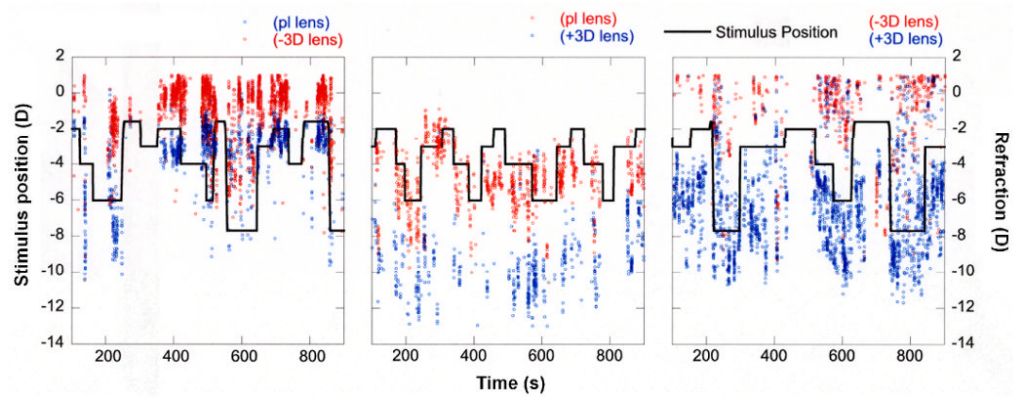 (pl lens)
(-3D lens)
(pl lens)
(+3D lens)
Stimulus Position
(-3D lens)
(+3D lens)
Stimulus position (D)
2
0
-2
-4
-6
-8
-10
-12
-14
200 400 600 800
200 400 600 800
200 400 600 800
2
0
-2
-4
-6
-8
-10
-12
-14
Refraction (D)
Time (s)